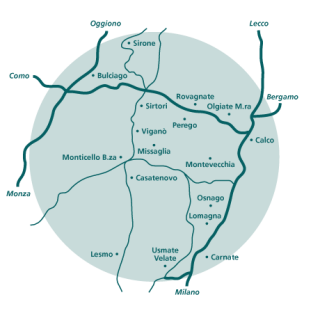 Oggiono
Lecco
Sirone
Como
Bulciago
Rovagnate
Bergamo
Sirtori
Olgiate M.ra
Perego
Viganò
Calco
Missaglia
Monticello B.za
Montevecchia
Casatenovo
Monza
Osnago
Lomagna
Lesmo
Usmate
Velate
Carnate
Milano